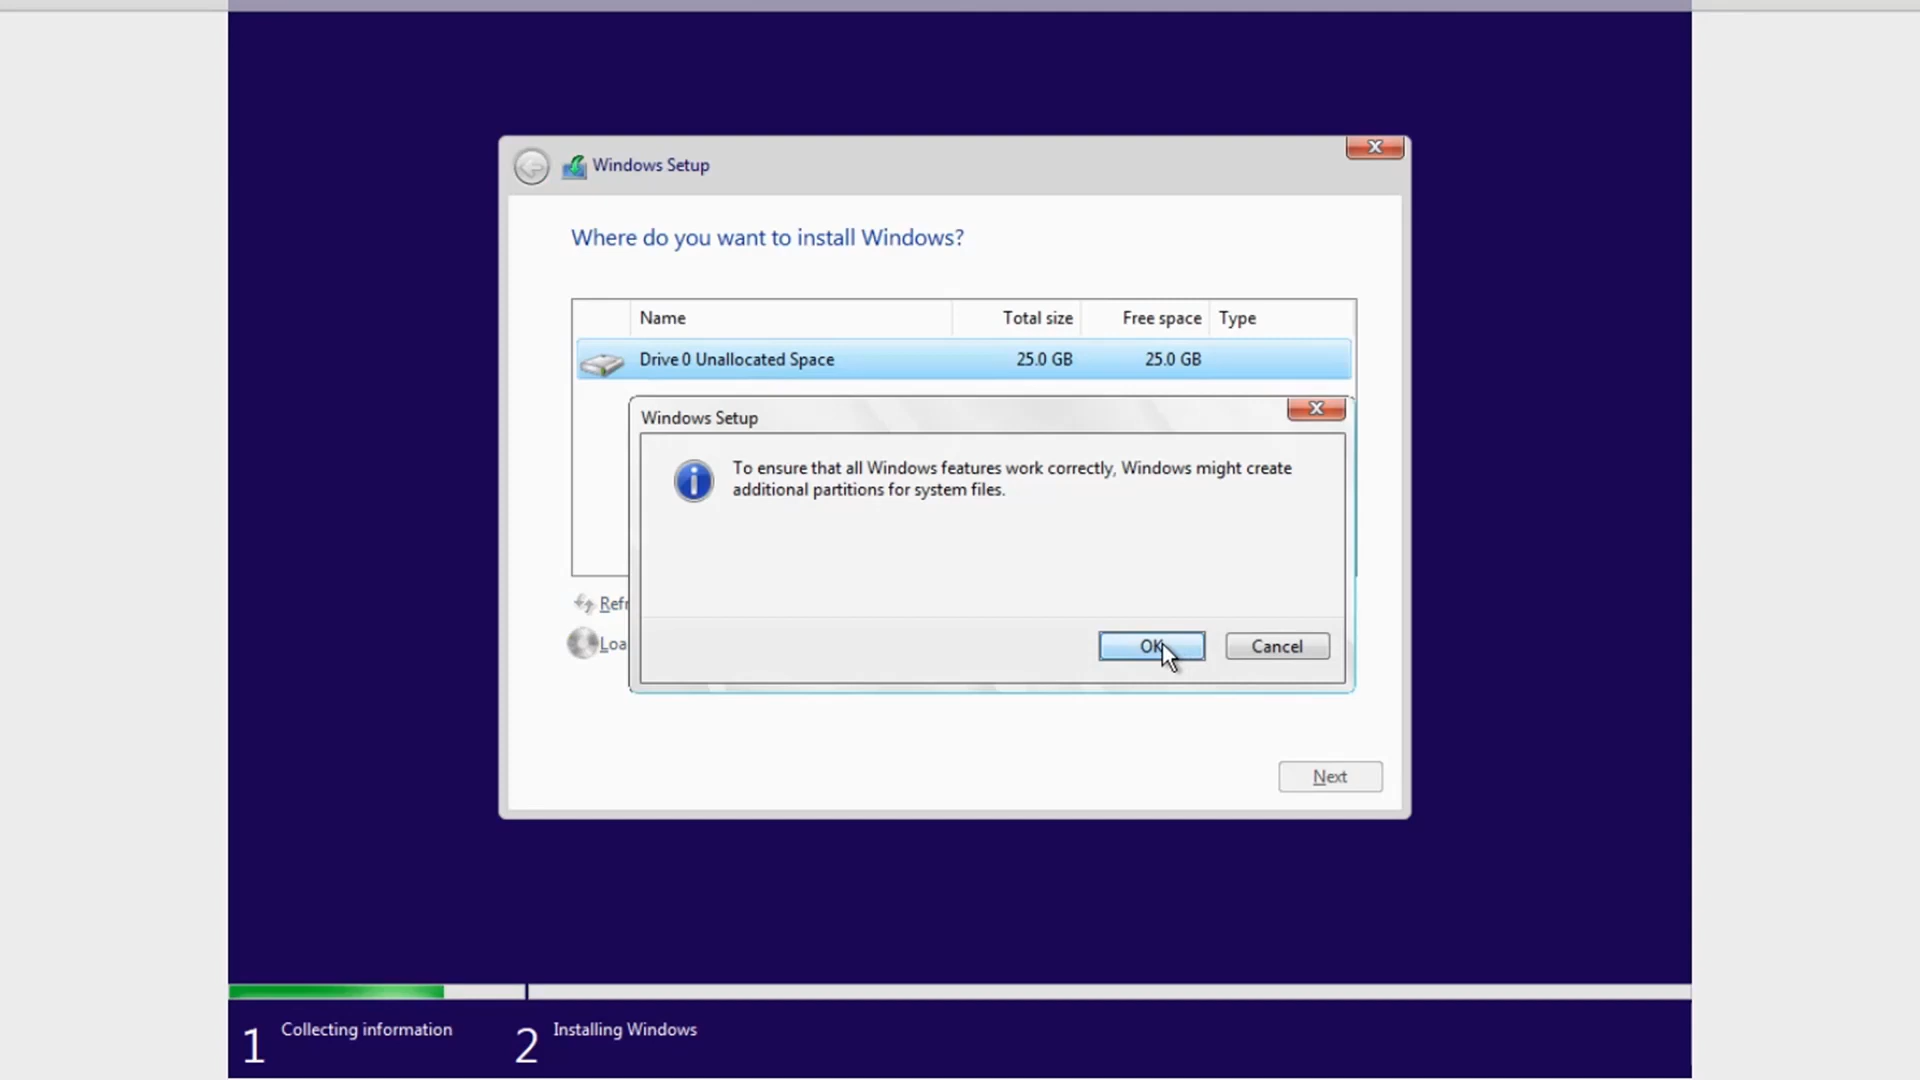 Windows Setup
Where do you want to install Windows?
Name Total size Free space Type
Drive 0 Unallocated Space 25.0 GB 25.0 GB
Windows Setup
To ensure that all Windows features work correctly, Windows might create
additional partitions for system files.
Refr
Loa
OK Cancel
Next
1 Collecting information 2 Installing Windows